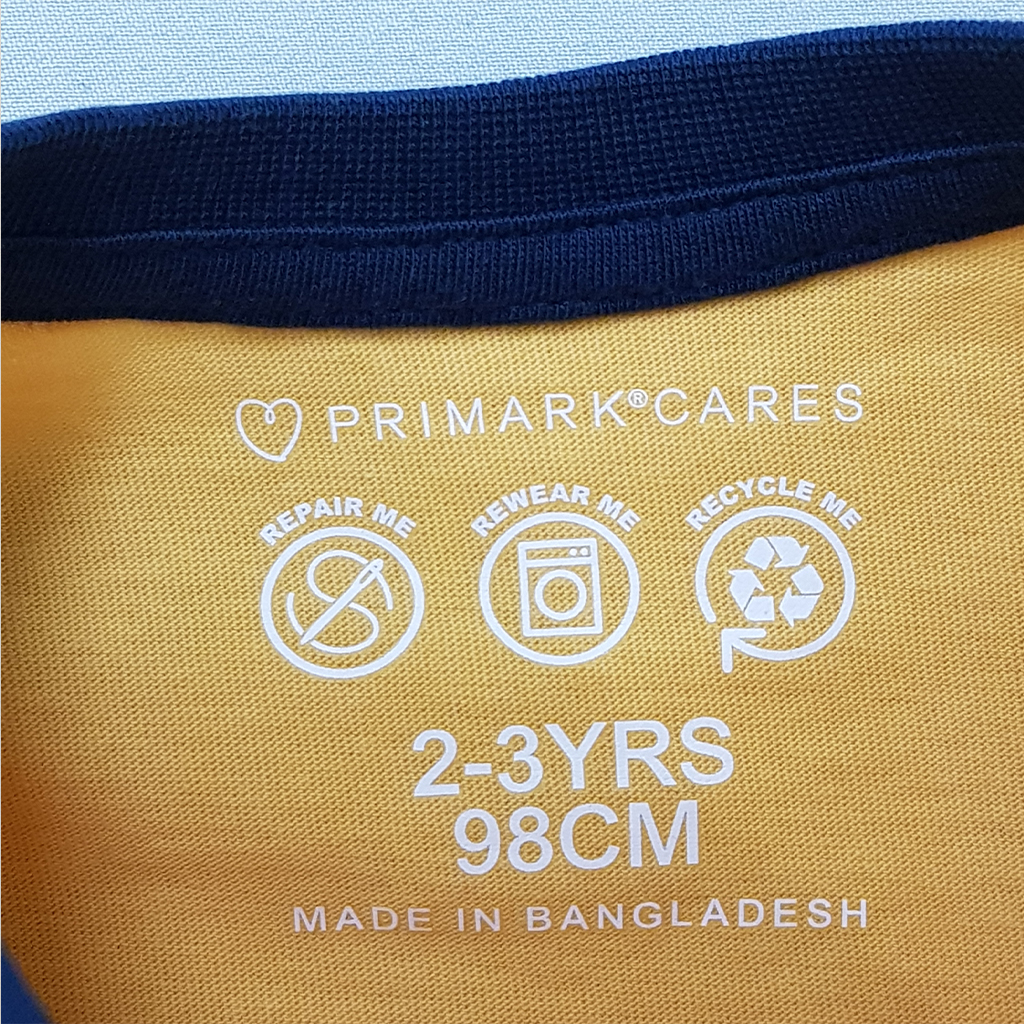 PRIMARK®CARES
REPAIR ME REWEAR ME RECYCLE ME
2-3YRS
98CM
MADE IN BANGLADESH